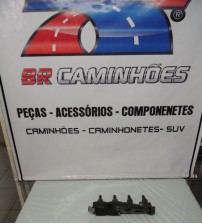 ®
BR CAMINHÕES
PEÇAS - ACESSÓRIOS - COMPONENETES
CAMINHÕES - CAMINHONETES- SUV